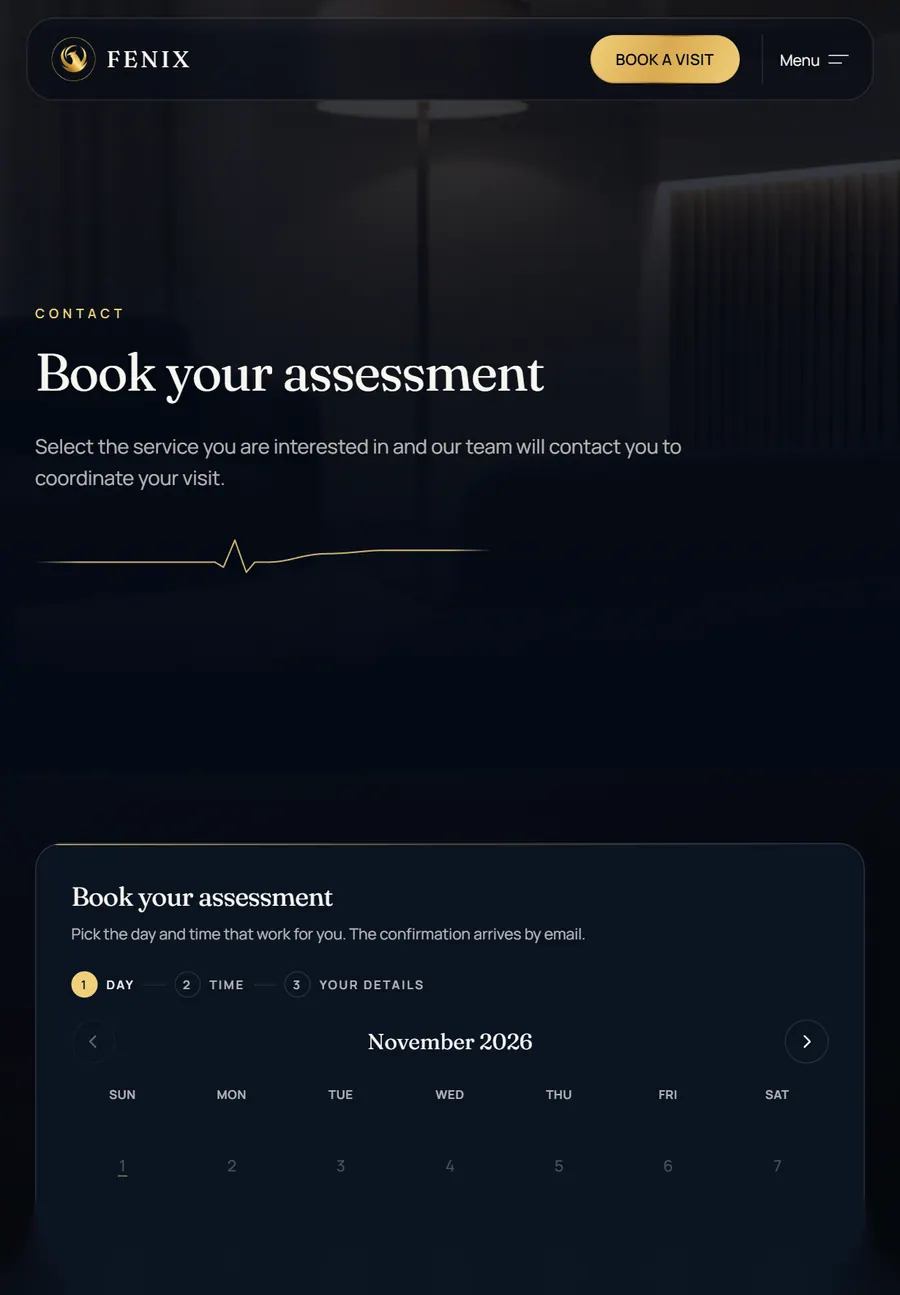 FENIX
BOOK A VISIT
Menu
CONTACT
Book your assessment
Select the service you are interested in and our team will contact you to
coordinate your visit.
Book your assessment
Pick the day and time that work for you. The confirmation arrives by email.
1 DAY 2 TIME 3 YOUR DETAILS
November 2026
SUN MON TUE WED THU FRI SAT
1 2 3 4 5 6 7